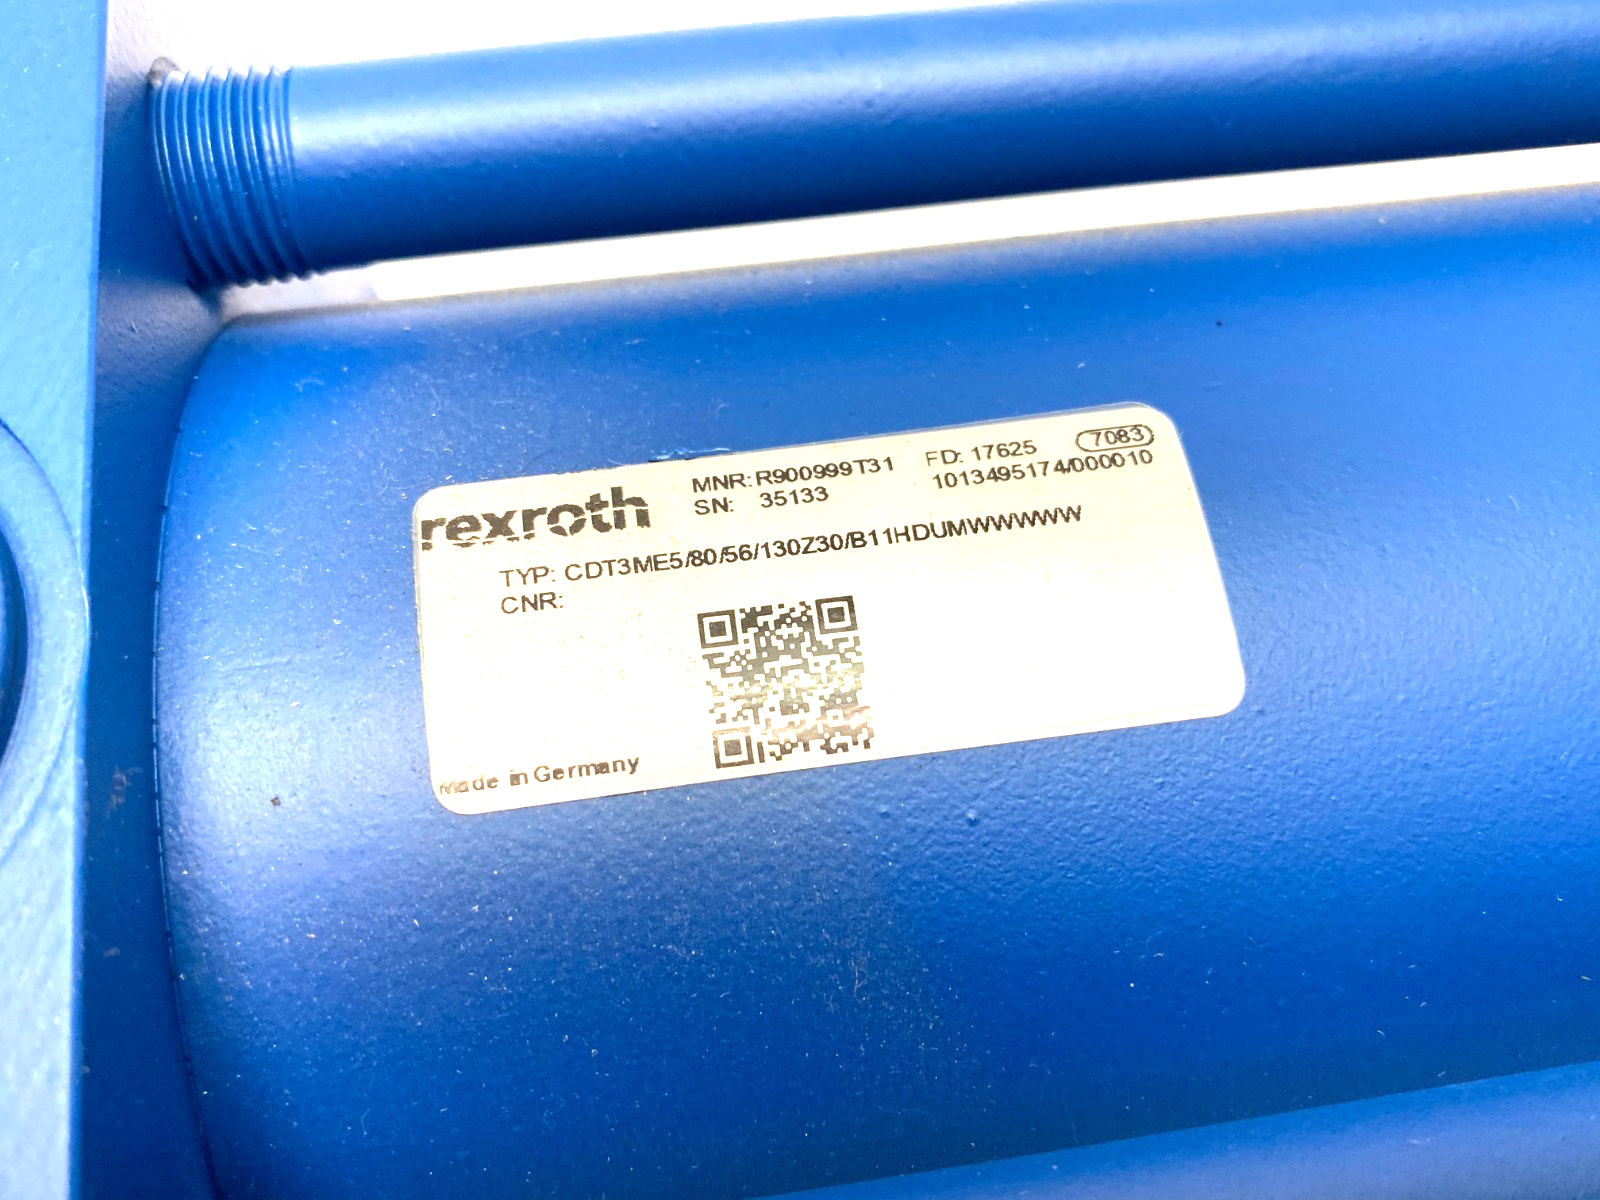 rexroth
MNR: R900999T31 FD: 17625 7083
SN: 35133 1013495174/000010
TYP: CDT3ME5/80/56/130Z30/B11HDUMWWWWW
CNR:
Made in Germany